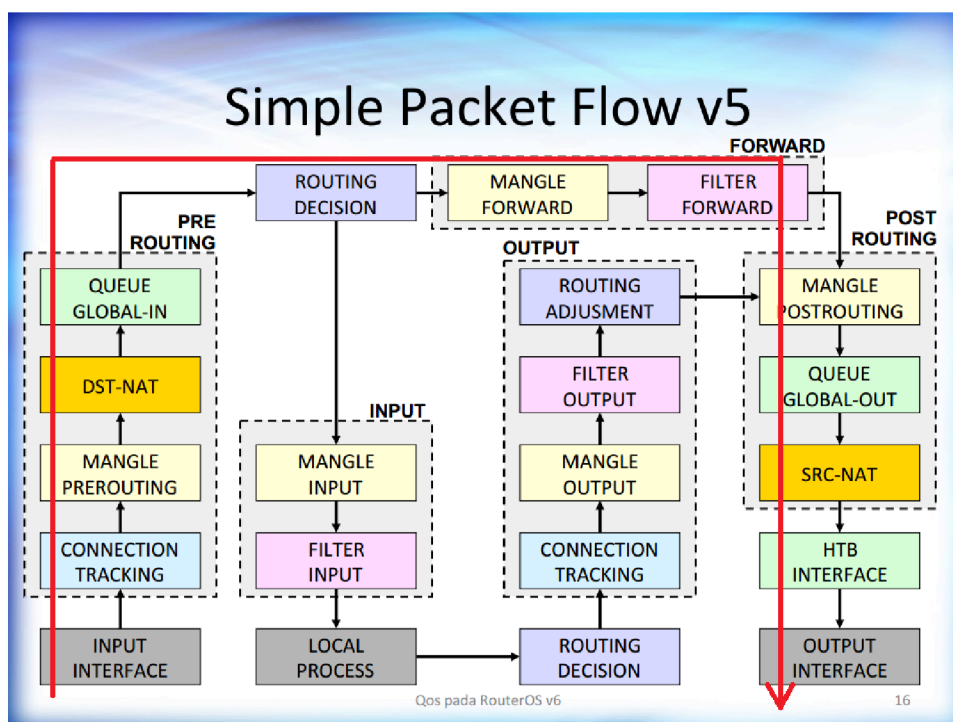 Simple Packet Flow v5
FORWARD
ROUTING
DECISION
MANGLE
FORWARD
FILTER
FORWARD
PRE
ROUTING
POST
ROUTING
OUTPUT
QUEUE
GLOBAL-IN
ROUTING
ADJUSMENT
MANGLE
POSTROUTING
DST-NAT
FILTER
OUTPUT
QUEUE
GLOBAL-OUT
INPUT
MANGLE
PREROUTING
MANGLE
INPUT
MANGLE
OUTPUT
SRC-NAT
CONNECTION
TRACKING
FILTER
INPUT
CONNECTION
TRACKING
HTB
INTERFACE
INPUT
INTERFACE
LOCAL
PROCESS
ROUTING
DECISION
OUTPUT
INTERFACE
Qos pada RouterOS v6
16